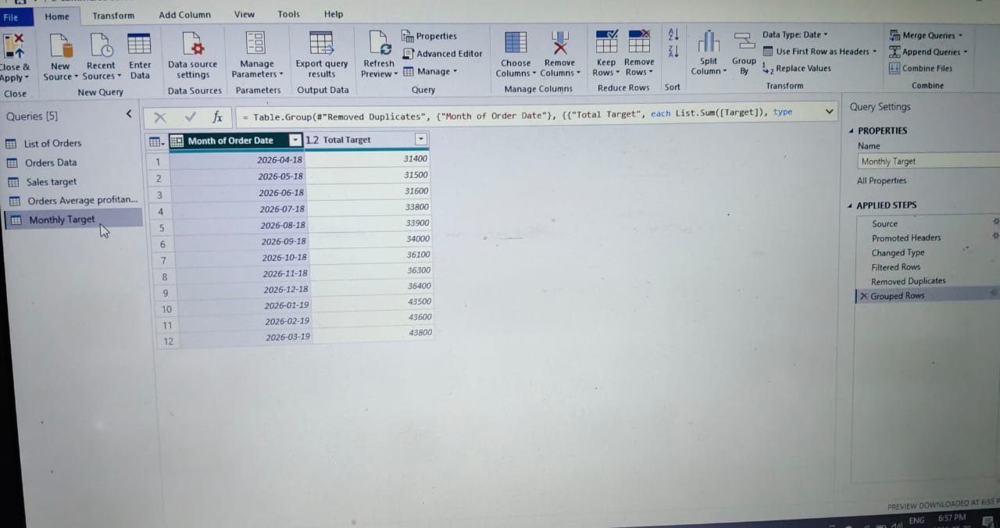 File Home Transform Add Column View Tools Help
Close & Apply
New Source
Recent Sources
Enter Data
Data source settings
Manage Parameters
Export query results
Refresh Preview
Properties
Advanced Editor
Manage
Choose Columns
Remove Columns
Keep Rows
Remove Rows
Split Column
Group By
Data Type: Date
Use First Row as Headers
1 2 Replace Values
Merge Queries
Append Queries
Combine Files
Close New Query Data Sources Parameters Output Data Query Manage Columns Reduce Rows Sort Transform Combine
Queries [5]
List of Orders
Orders Data
Sales target
Orders Average profitan...
Monthly Target
fx = Table.Group(#"Removed Duplicates", {"Month of Order Date"}, {{"Total Target", each List.Sum([Target]), type
Month of Order Date 1.2 Total Target
1 2026-04-18 31400
2 2026-05-18 31500
3 2026-06-18 31600
4 2026-07-18 33800
5 2026-08-18 33900
6 2026-09-18 34000
7 2026-10-18 36100
8 2026-11-18 36300
9 2026-12-18 36400
10 2026-01-19 43500
11 2026-02-19 43600
12 2026-03-19 43800
Query Settings
PROPERTIES
Name
Monthly Target
All Properties
APPLIED STEPS
Source
Promoted Headers
Changed Type
Filtered Rows
Removed Duplicates
Grouped Rows
PREVIEW DOWNLOADED AT 6:55
ENG 6:57 PM